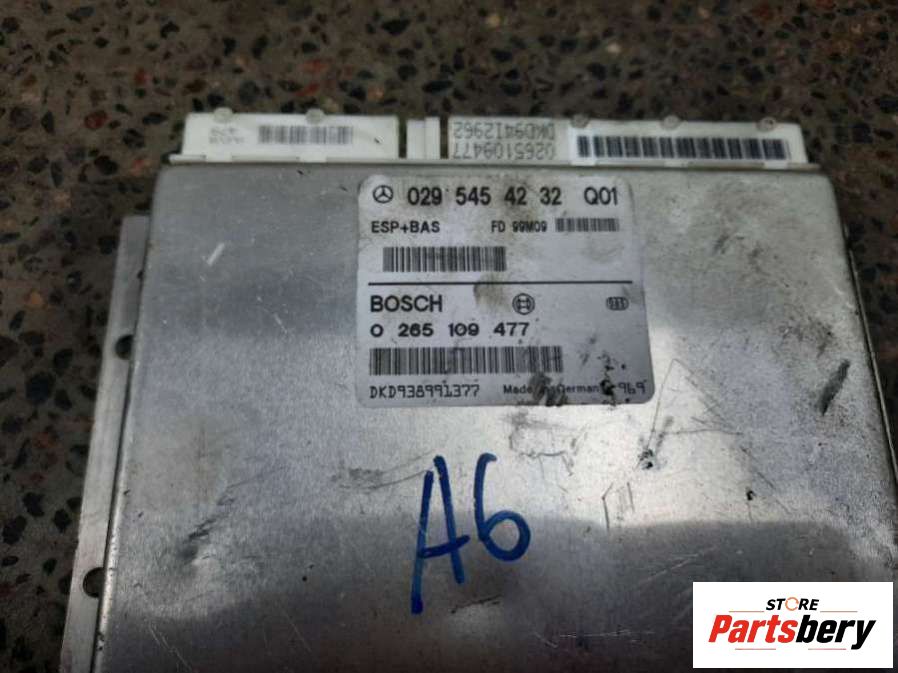 0265109477
DKD9412962
029 545 42 32 Q01
ESP+BAS FD 99M09
BOSCH
0 265 109 477
DKD938991377 Made in Germany 969
A6
STORE
Partsbery